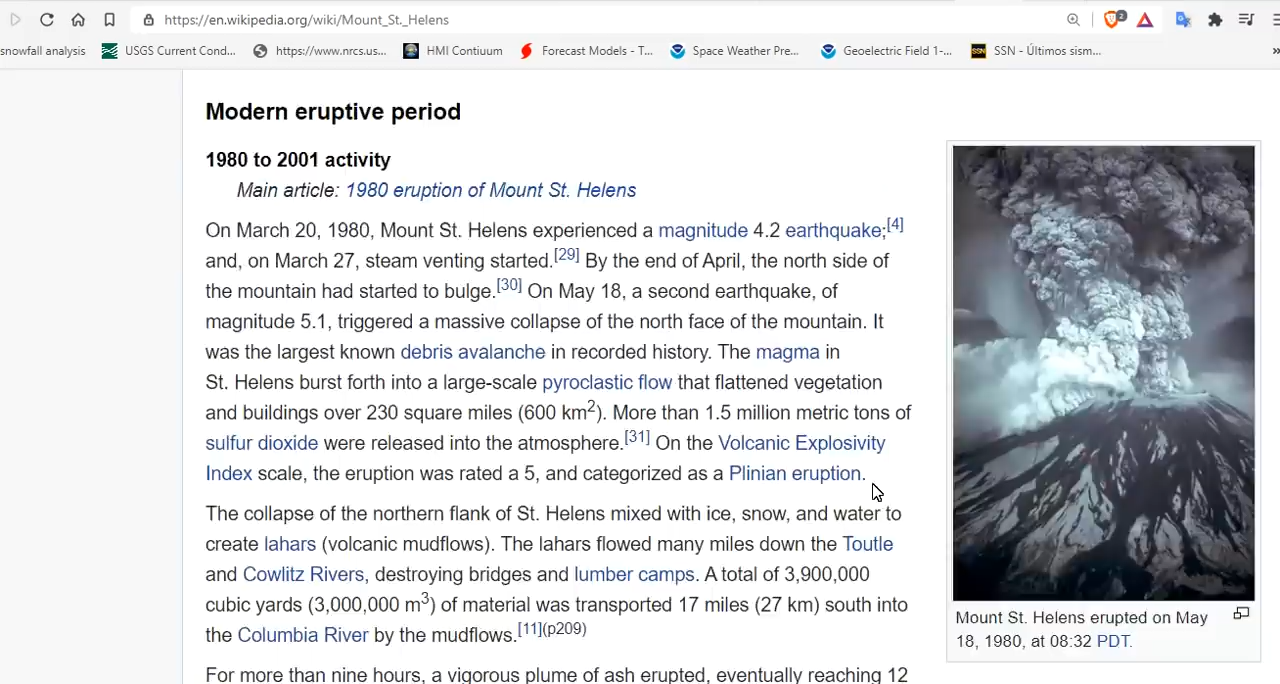 https://en.wikipedia.org/wiki/Mount_St._Helens
2
snowfall analysis
USGS Current Cond...
https://www.nrcs.us...
HMI Contiuum
Forecast Models - T...
Space Weather Pre...
Geoelectric Field 1-...
SSN
SSN - Últimos sism...
»
Modern eruptive period
1980 to 2001 activity
Main article: 1980 eruption of Mount St. Helens
On March 20, 1980, Mount St. Helens experienced a magnitude 4.2 earthquake;[4]
and, on March 27, steam venting started.[29] By the end of April, the north side of
the mountain had started to bulge.[30] On May 18, a second earthquake, of
magnitude 5.1, triggered a massive collapse of the north face of the mountain. It
was the largest known debris avalanche in recorded history. The magma in
St. Helens burst forth into a large-scale pyroclastic flow that flattened vegetation
and buildings over 230 square miles (600 km2). More than 1.5 million metric tons of
sulfur dioxide were released into the atmosphere.[31] On the Volcanic Explosivity
Index scale, the eruption was rated a 5, and categorized as a Plinian eruption.
The collapse of the northern flank of St. Helens mixed with ice, snow, and water to
create lahars (volcanic mudflows). The lahars flowed many miles down the Toutle
and Cowlitz Rivers, destroying bridges and lumber camps. A total of 3,900,000
cubic yards (3,000,000 m3) of material was transported 17 miles (27 km) south into
the Columbia River by the mudflows.[11](p209)
For more than nine hours, a vigorous plume of ash erupted, eventually reaching 12
Mount St. Helens erupted on May
18, 1980, at 08:32 PDT.